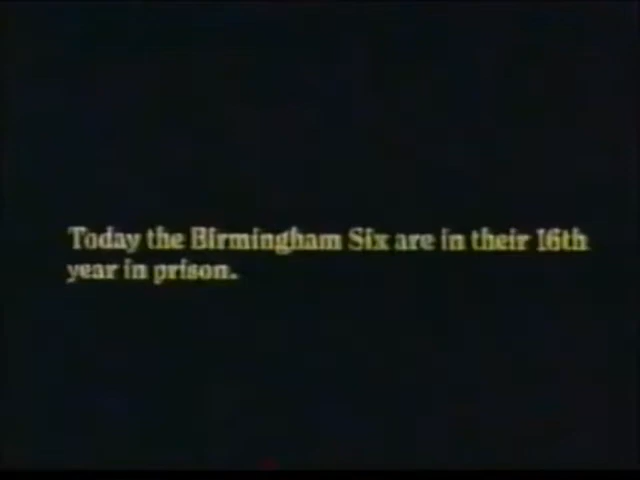 Today the Birmingham Six are in their 16th
year in prison.